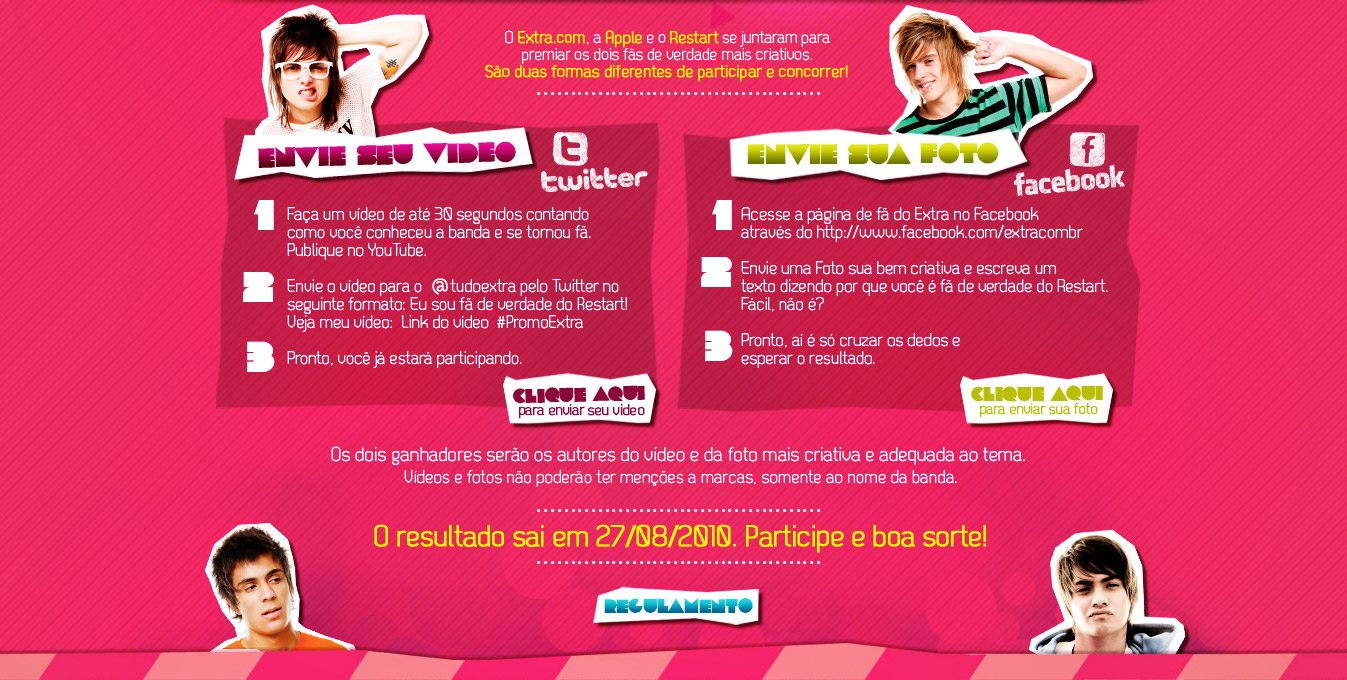 O Extra.com, a Apple e o Restart se juntaram para
premiar os dois fãs de verdade mais criativos.
São duas formas diferentes de participar e concorrer!
ENVIE SEU VIDEO
t
twitter
1 Faça um vídeo de até 30 segundos contando
como você conheceu a banda e se tornou fã.
Publique no YouTube.
2 Envie o vídeo para o @tudoextra pelo Twitter no
seguinte formato: Eu sou fã de verdade do Restart!
Veja meu vídeo: Link do vídeo #PromoExtra
3 Pronto, você já estará participando.
CLIQUE AQUI
para enviar seu video
ENVIE SUA FOTO
f
facebook
1 Acesse a página de fã do Extra no Facebook
através do http://www.facebook.com/extracombr
2 Envie uma Foto sua bem criativa e escreva um
texto dizendo por que você é fã de verdade do Restart.
Fácil, não é?
3 Pronto, aí é só cruzar os dedos e
esperar o resultado.
CLIQUE AQUI
para enviar sua foto
Os dois ganhadores serão os autores do vídeo e da foto mais criativa e adequada ao tema.
Vídeos e fotos não poderão ter menções a marcas, somente ao nome da banda.
O resultado sai em 27/08/2010. Participe e boa sorte!
REGULAMENTO